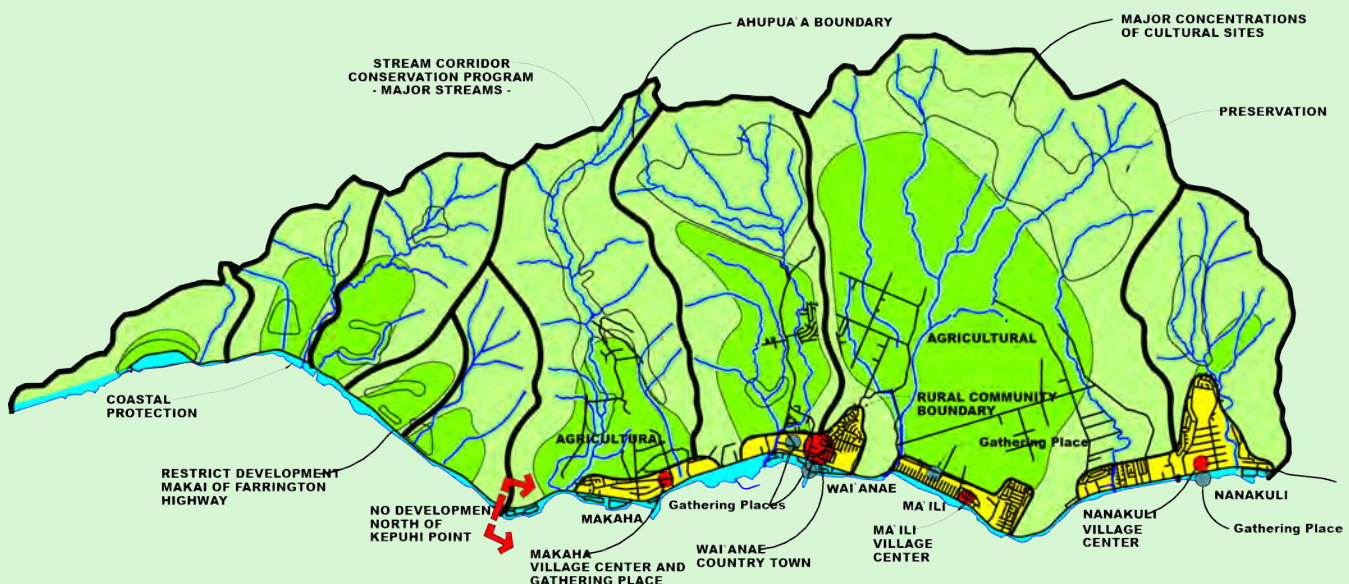 AHUPUA`A BOUNDARY
MAJOR CONCENTRATIONS
OF CULTURAL SITES
STREAM CORRIDOR
CONSERVATION PROGRAM
- MAJOR STREAMS -
PRESERVATION
AGRICULTURAL
COASTAL
PROTECTION
RURAL COMMUNITY
BOUNDARY
AGRICULTURAL
Gathering Place
RESTRICT DEVELOPMENT
MAKAI OF FARRINGTON
HIGHWAY
NO DEVELOPMENT
NORTH OF
KEPUHI POINT
MAKAHA
Gathering Places
WAI`ANAE
MA`ILI
NANAKULI
MAKAHA
VILLAGE CENTER AND
GATHERING PLACE
WAI`ANAE
COUNTRY TOWN
MA`ILI
VILLAGE
CENTER
NANAKULI
VILLAGE
CENTER
Gathering Place